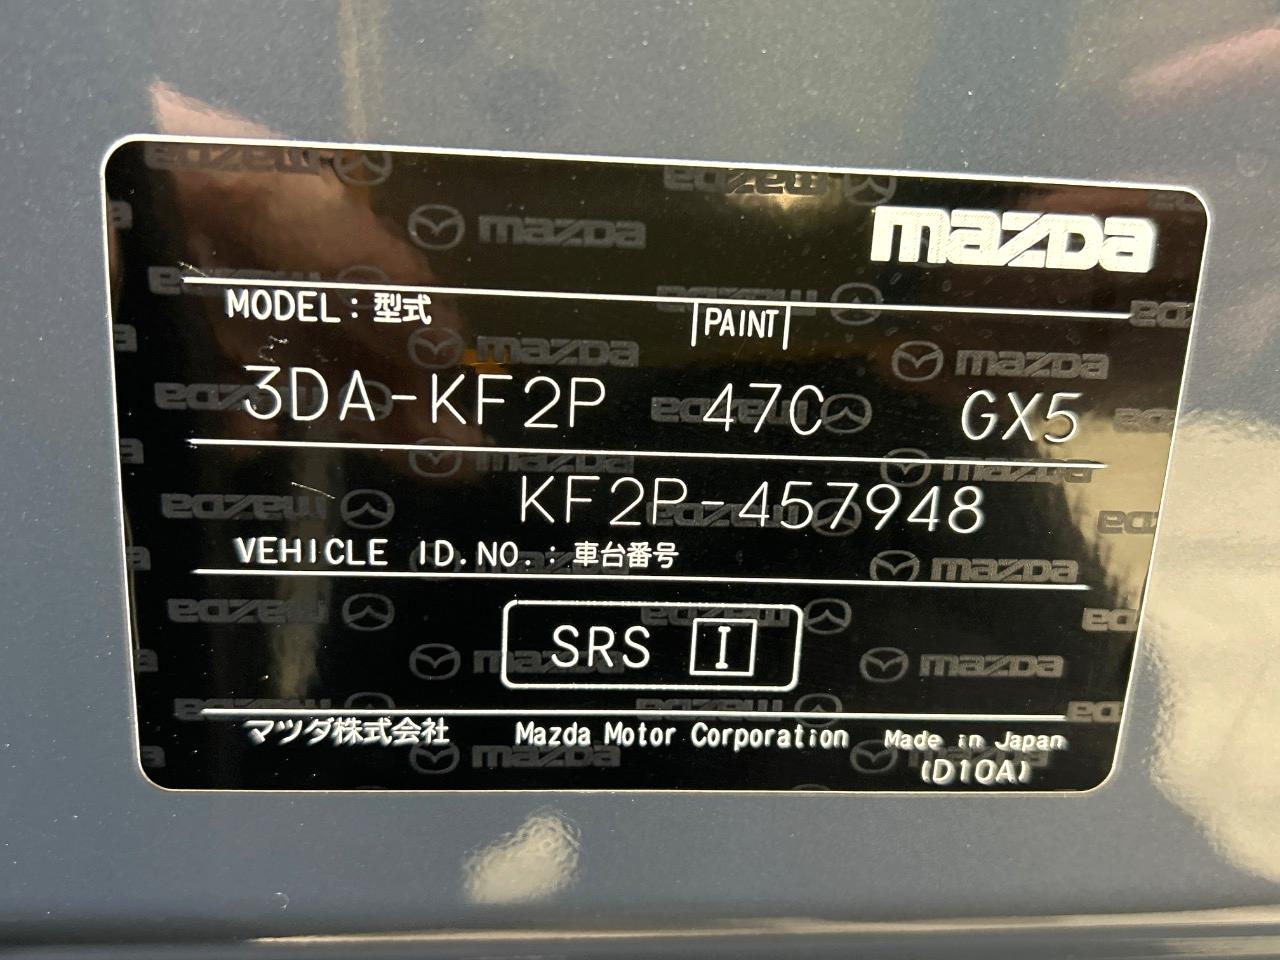 mazda
MODEL : 型式 PAINT
3DA-KF2P 47C GX5
KF2P-457948
VEHICLE ID.NO. : 車台番号
SRS I
マツダ株式会社 Mazda Motor Corporation Made in Japan
(D10A)